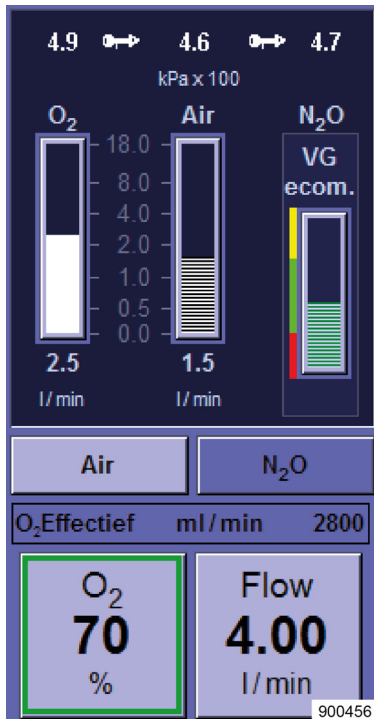 4.9 4.6 4.7
kPa x 100
O₂ Air N₂O
18.0
8.0
4.0
2.0
1.0
0.5
0.0
VG
ecom.
2.5 1.5
l / min l / min
Air N₂O
O₂Effectief ml / min 2800
O₂ Flow
70 4.00
% l / min
900456